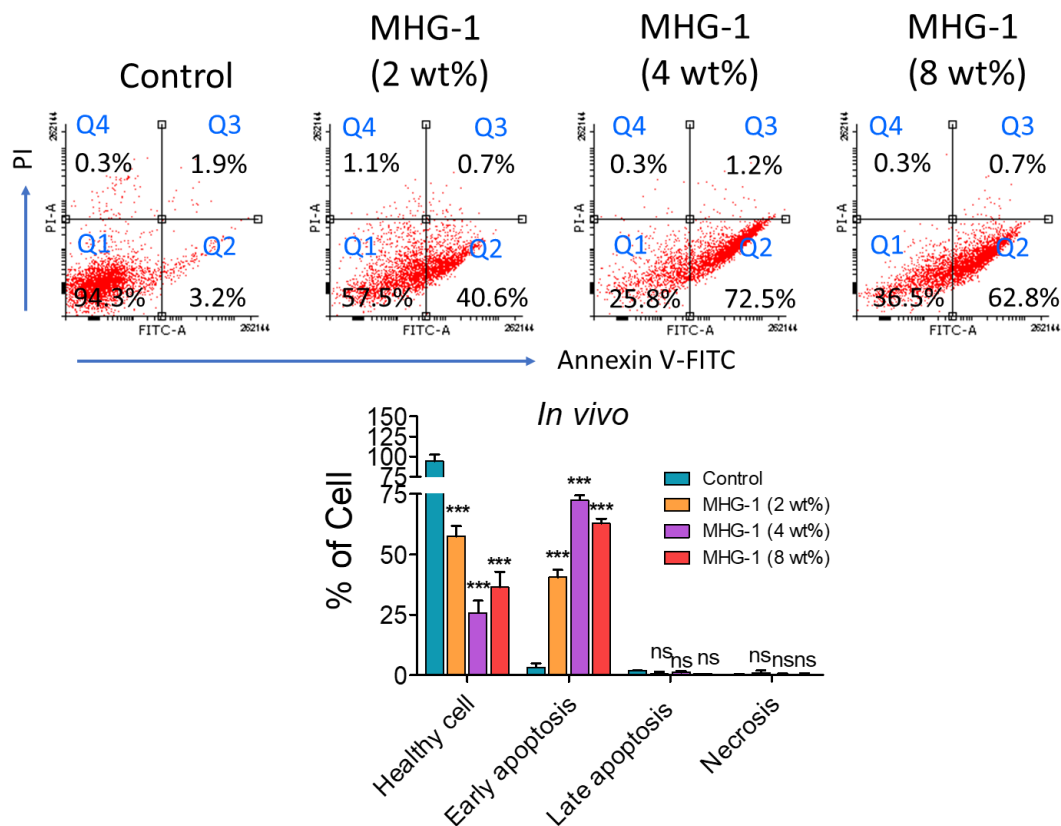 Control
MHG-1
(2 wt%)
MHG-1
(4 wt%)
MHG-1
(8 wt%)
PI
262144
PI-A
Q4
0.3%
Q3
1.9%
Q1
94.3%
Q2
3.2%
FITC-A
262144
262144
PI-A
Q4
1.1%
Q3
0.7%
Q1
57.5%
Q2
40.6%
FITC-A
262144
262144
PI-A
Q4
0.3%
Q3
1.2%
Q1
25.8%
Q2
72.5%
FITC-A
262144
262144
PI-A
Q4
0.3%
Q3
0.7%
Q1
36.5%
Q2
62.8%
FITC-A
262144
Annexin V-FITC
In vivo
% of Cell
150
125
100
75
75
50
25
0
*** *** ***
*** *** ***
ns ns ns
ns ns ns
Control
MHG-1 (2 wt%)
MHG-1 (4 wt%)
MHG-1 (8 wt%)
Healthy cell
Early apoptosis
Late apoptosis
Necrosis